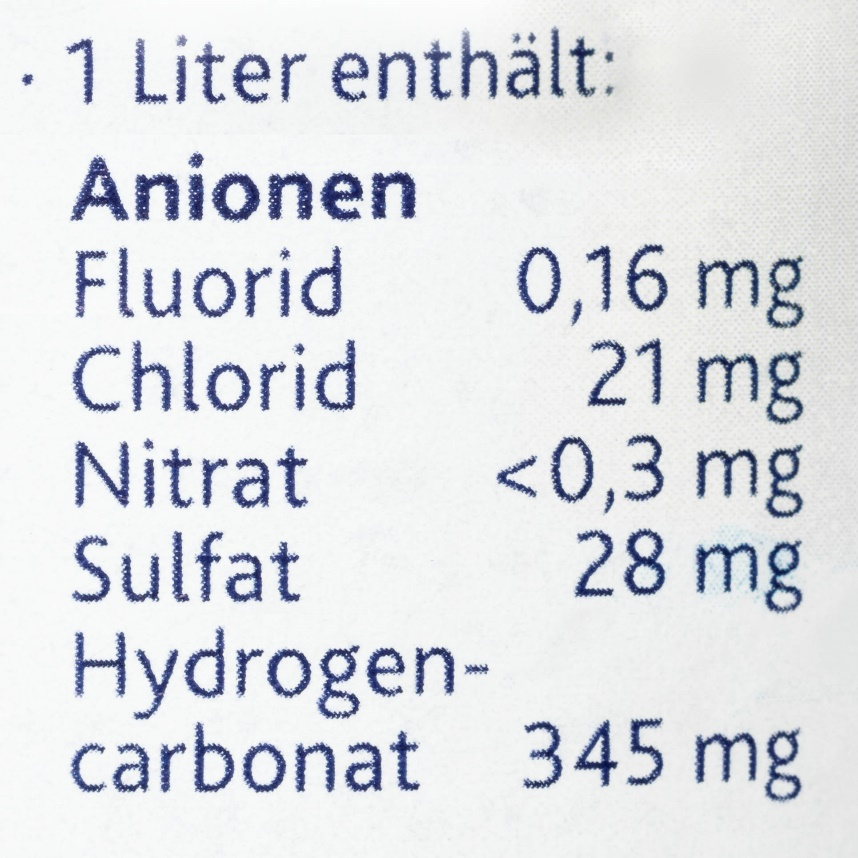 · 1 Liter enthält:
Anionen
Fluorid 0,16 mg
Chlorid 21 mg
Nitrat <0,3 mg
Sulfat 28 mg
Hydrogen-
carbonat 345 mg